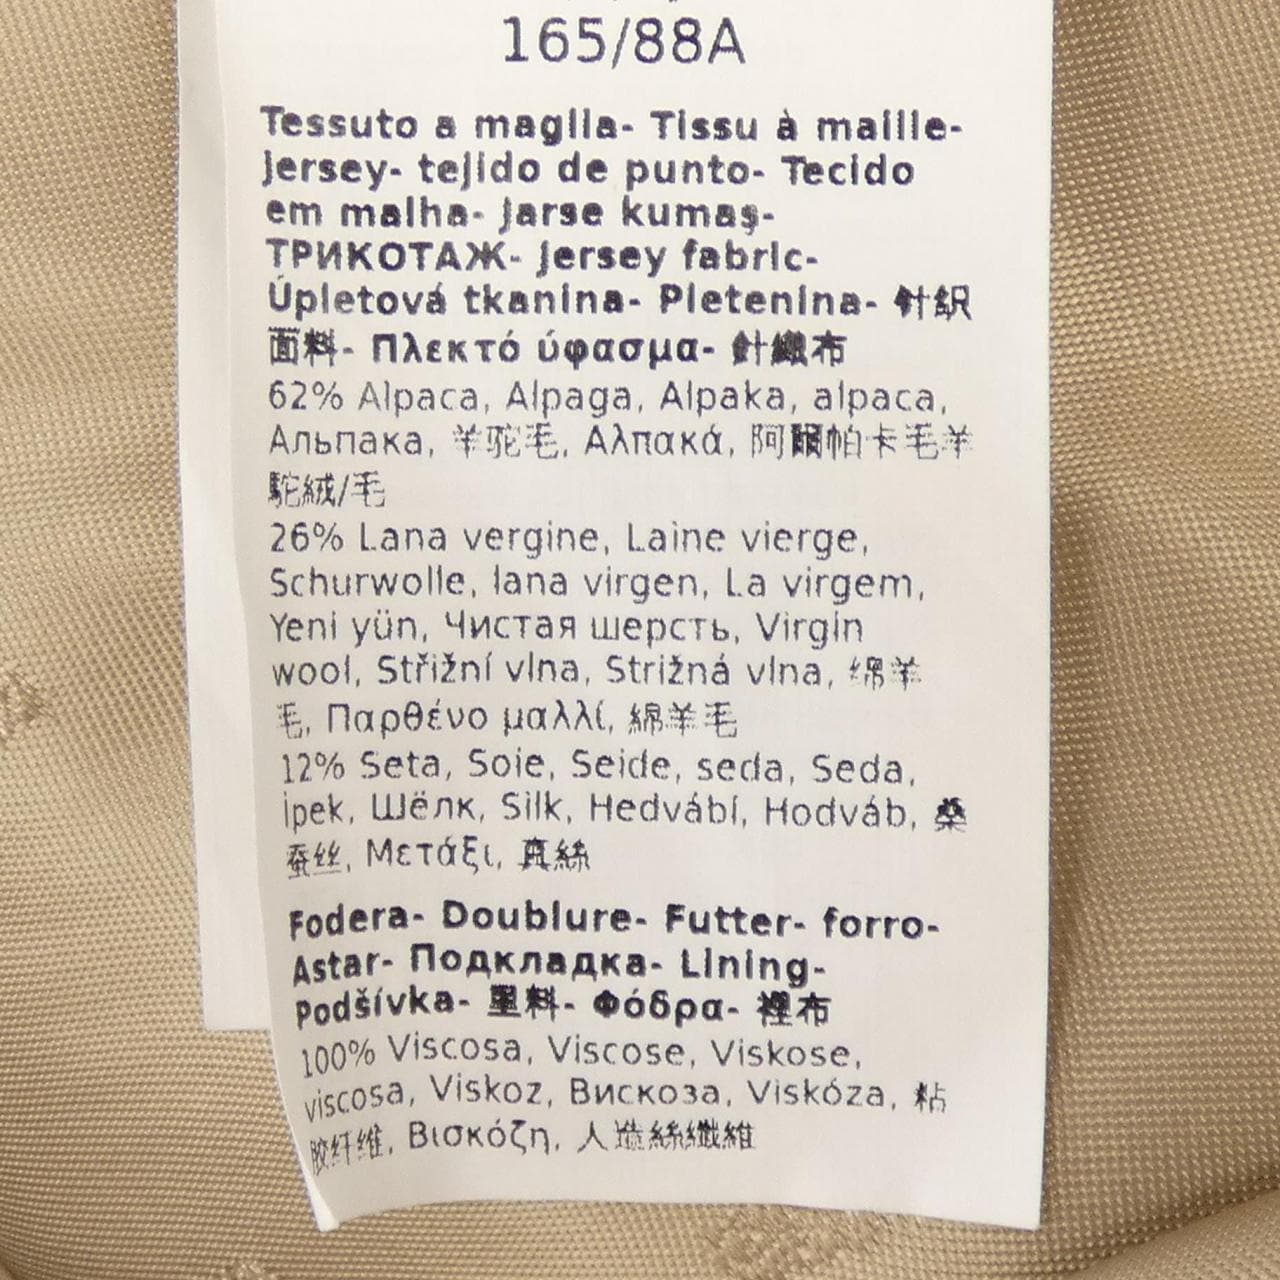 165/88A
Tessuto a maglia- Tissu à maille-
Jersey- tejido de punto- Tecido
em malha- Jarse kumaş-
ТРИКОТАЖ- Jersey fabric-
Úpletová tkanina- Pletenina- 针织
面料- Πλεκτό ύφασμα- 針織布
62% Alpaca, Alpaga, Alpaka, alpaca,
Альпака, 羊驼毛, Αλπακά, 阿爾帕卡毛羊
駝絨/毛
26% Lana vergine, Laine vierge,
Schurwolle, lana virgen, La virgem,
Yeni yün, Чистая шерсть, Virgin
wool, Střižní vlna, Strižná vlna, 绵羊
毛, Παρθένο μαλλί, 綿羊毛
12% Seta, Soie, Seide, seda, Seda,
İpek, Шёлк, Silk, Hedvábí, Hodváb, 桑
蚕丝, Μετάξι, 真絲
Fodera- Doublure- Futter- forro-
Astar- Подкладка- Lining-
Podšívka- 里料- Φόδρα- 裡布
100% Viscosa, Viscose, Viskose,
viscosa, Viskoz, Вискоза, Viskóza, 粘
胶纤维, Βισκόζη, 人造絲纖維